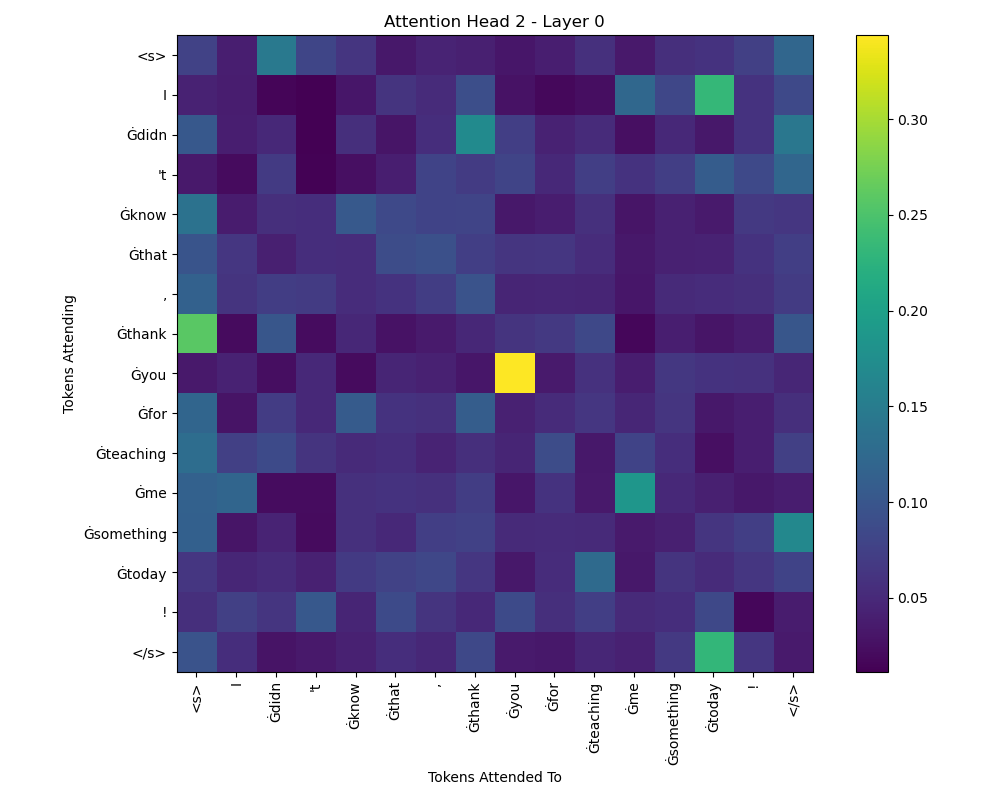 Attention Head 2 - Layer 0
Tokens Attending
<s>
I
Ġdidn
't
Ġknow
Ġthat
,
Ġthank
Ġyou
Ġfor
Ġteaching
Ġme
Ġsomething
Ġtoday
!
</s>
<s>
I
Ġdidn
't
Ġknow
Ġthat
,
Ġthank
Ġyou
Ġfor
Ġteaching
Ġme
Ġsomething
Ġtoday
!
</s>
Tokens Attended To
0.30
0.25
0.20
0.15
0.10
0.05